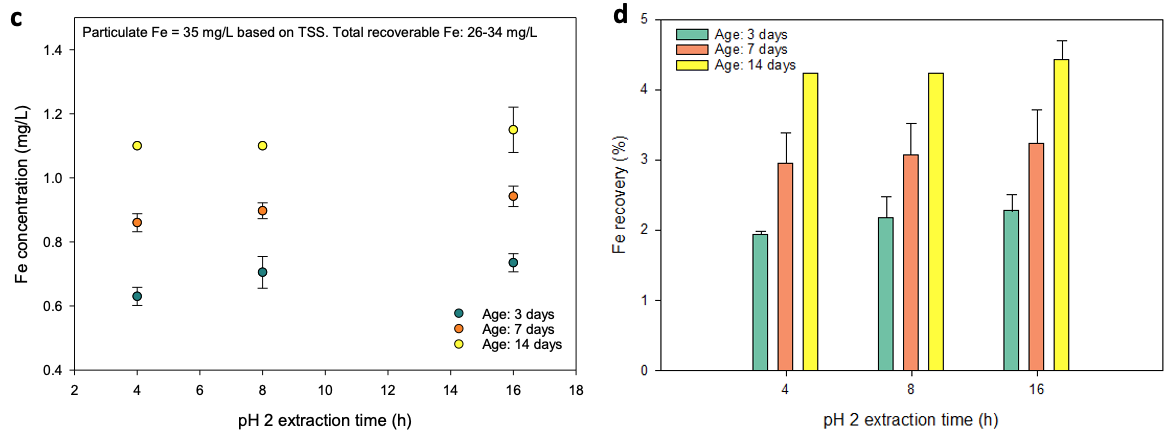 c
Particulate Fe = 35 mg/L based on TSS. Total recoverable Fe: 26-34 mg/L
Fe concentration (mg/L)
1.4
1.2
1.0
0.8
0.6
0.4
Age: 3 days
Age: 7 days
Age: 14 days
2 4 6 8 10 12 14 16 18
pH 2 extraction time (h)
d
Fe recovery (%)
5
4
3
2
1
0
Age: 3 days
Age: 7 days
Age: 14 days
4 8 16
pH 2 extraction time (h)